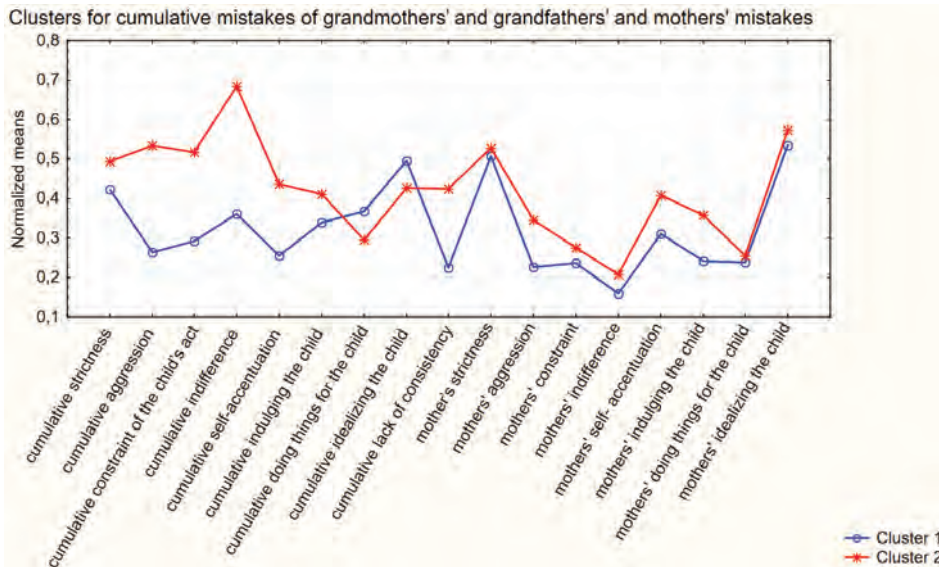 Clusters for cumulative mistakes of grandmothers' and grandfathers' and mothers' mistakes
0,8
0,7
0,6
0,5
0,4
0,3
0,2
0,1
Normalized means
cumulative strictness
cumulative aggression
cumulative constraint of the child's act
cumulative indifference
cumulative self-accentuation
cumulative indulging the child
cumulative doing things for the child
cumulative idealizing the child
cumulative lack of consistency
mother's strictness
mothers' aggression
mothers' constraint
mothers' indifference
mothers' self- accentuation
mothers' indulging the child
mothers' doing things for the child
mothers' idealizing the child
Cluster 1
Cluster 2